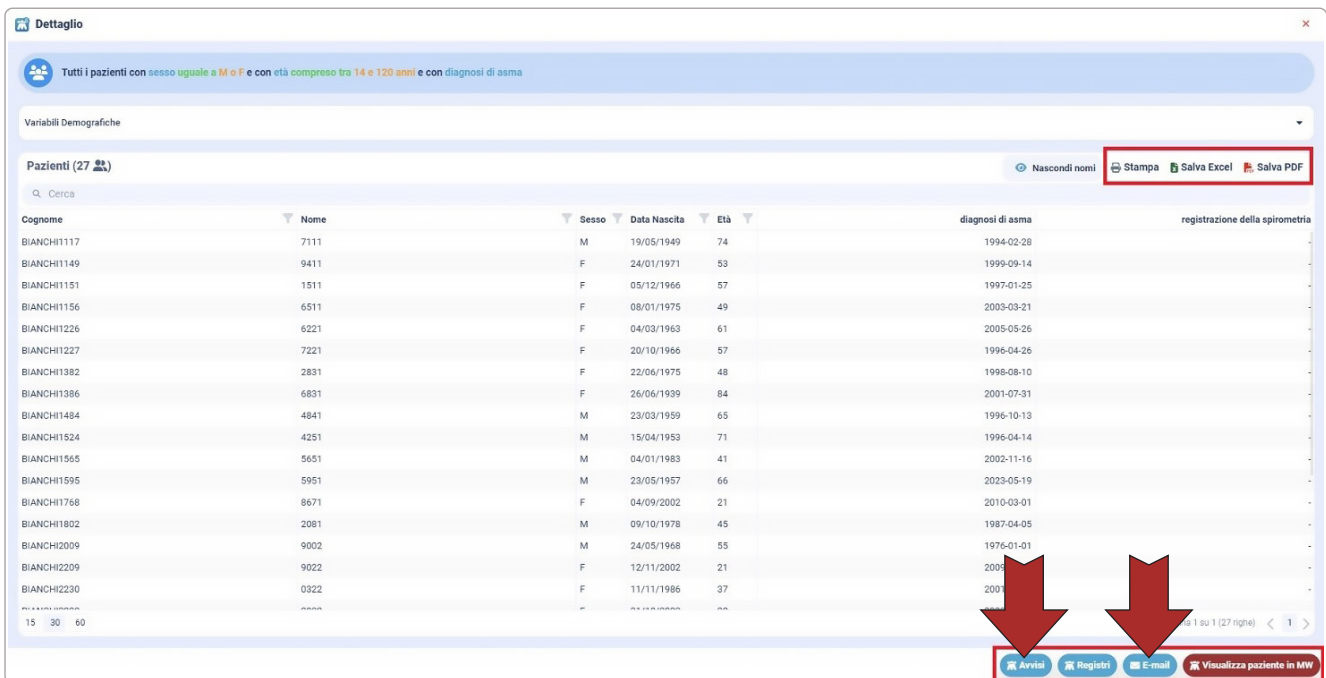 Dettaglio
Tutti i pazienti con sesso uguale a M o F e con età compreso tra 14 e 120 anni e con diagnosi di asma
Variabili Demografiche
Pazienti (27 )
Nascondi nomi Stampa Salva Excel Salva PDF
Cerca
Cognome Nome Sesso Data Nascita Età diagnosi di asma registrazione della spirometria
BIANCHI1117 7111 M 19/05/1949 74 1994-02-28 -
BIANCHI1149 9411 F 24/01/1971 53 1999-09-14 -
BIANCHI1151 1511 F 05/12/1966 57 1997-01-25 -
BIANCHI1156 6511 F 08/01/1975 49 2003-03-21 -
BIANCHI1226 6221 F 04/03/1963 61 2005-05-26 -
BIANCHI1227 7221 F 20/10/1966 57 1996-04-26 -
BIANCHI1382 2831 F 22/06/1975 48 1998-08-10 -
BIANCHI1386 6831 F 26/06/1939 84 2001-07-31 -
BIANCHI1484 4841 M 23/03/1959 65 1996-10-13 -
BIANCHI1524 4251 M 15/04/1953 71 1996-04-14 -
BIANCHI1565 5651 M 04/01/1983 41 2002-11-16 -
BIANCHI1595 5951 M 23/05/1957 66 2023-05-19 -
BIANCHI1768 8671 F 04/09/2002 21 2010-03-01 -
BIANCHI1802 2081 M 09/10/1978 45 1987-04-05 -
BIANCHI2009 9002 M 24/05/1968 55 1976-01-01 -
BIANCHI2209 9022 F 12/11/2002 21 2009 -
BIANCHI2230 0322 F 11/11/1986 37 2001 -
15 30 60 1 su 1 (27 righe) < 1 >
Avvisi Registri E-mail Visualizza paziente in MW